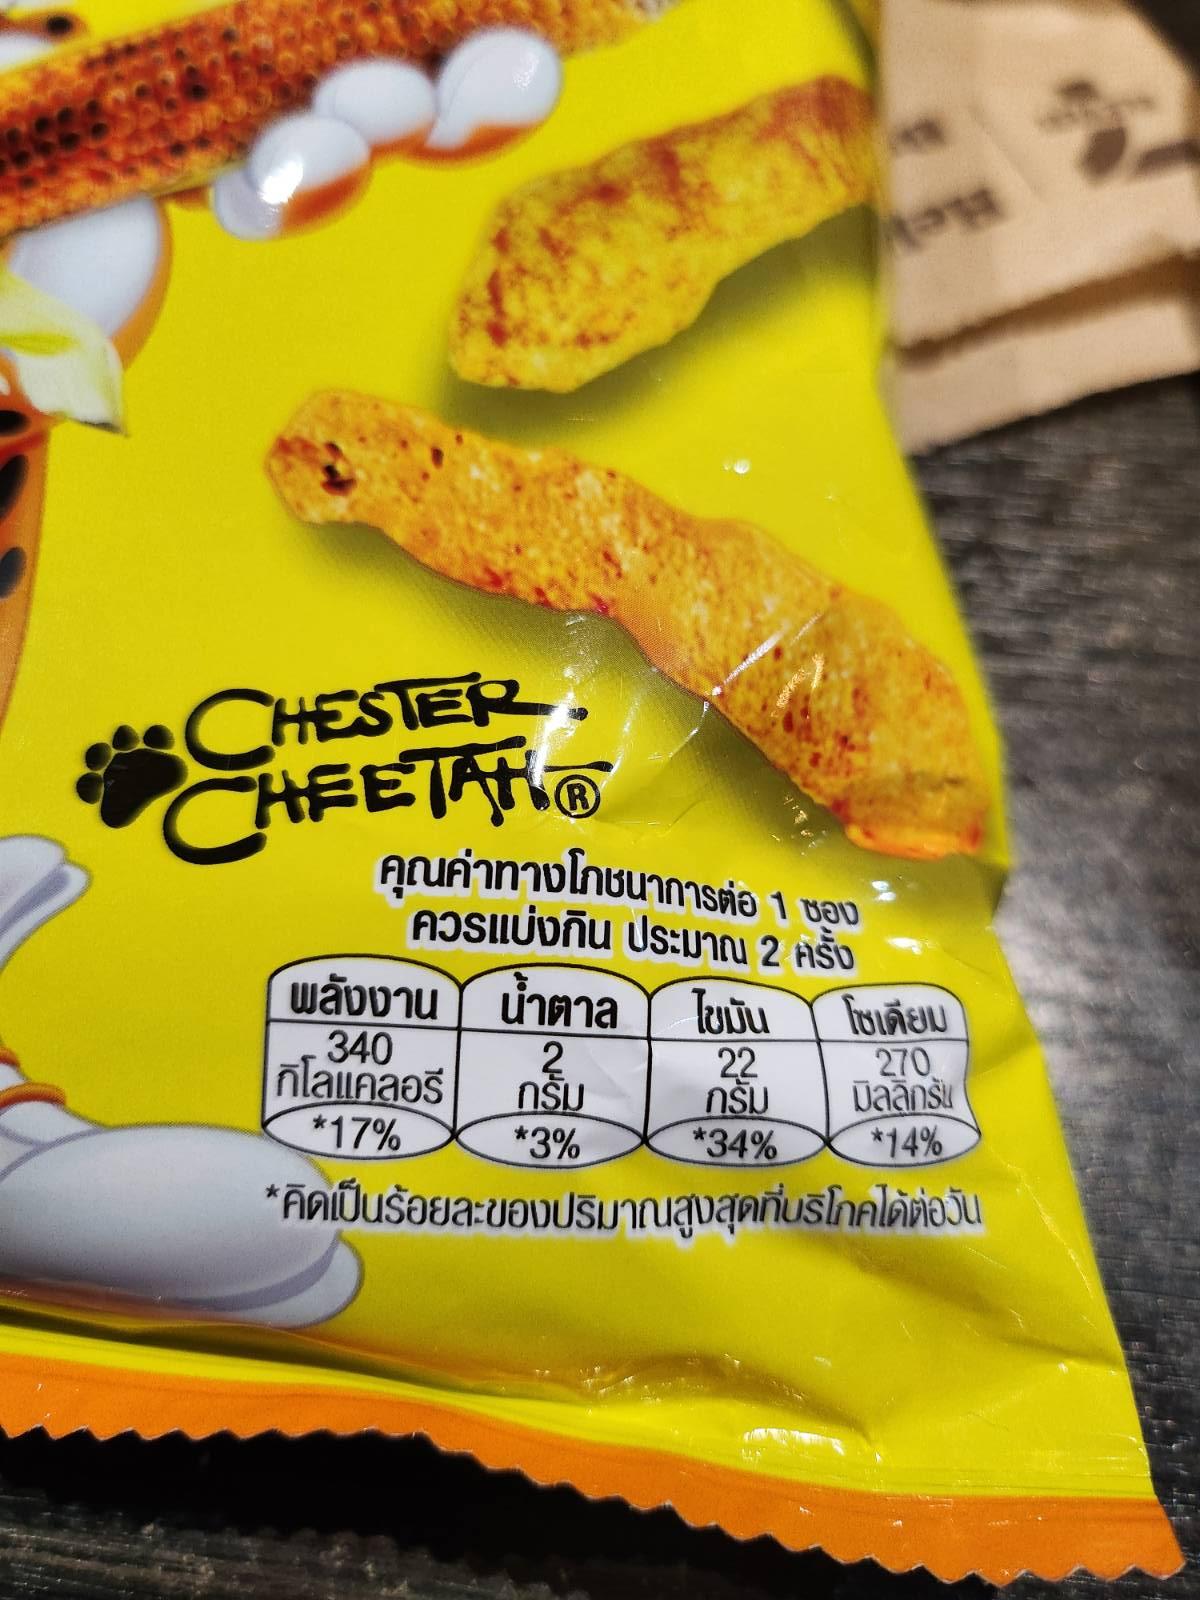 CHESTER
CHEETAH®
คุณค่าทางโภชนาการต่อ 1 ซอง
ควรแบ่งกิน ประมาณ 2 ครั้ง
พลังงาน น้ำตาล ไขมัน โซเดียม
340 2 22 270
กิโลแคลอรี กรัม กรัม มิลลิกรัม
*17% *3% *34% *14%
*คิดเป็นร้อยละของปริมาณสูงสุดที่บริโภคได้ต่อวัน